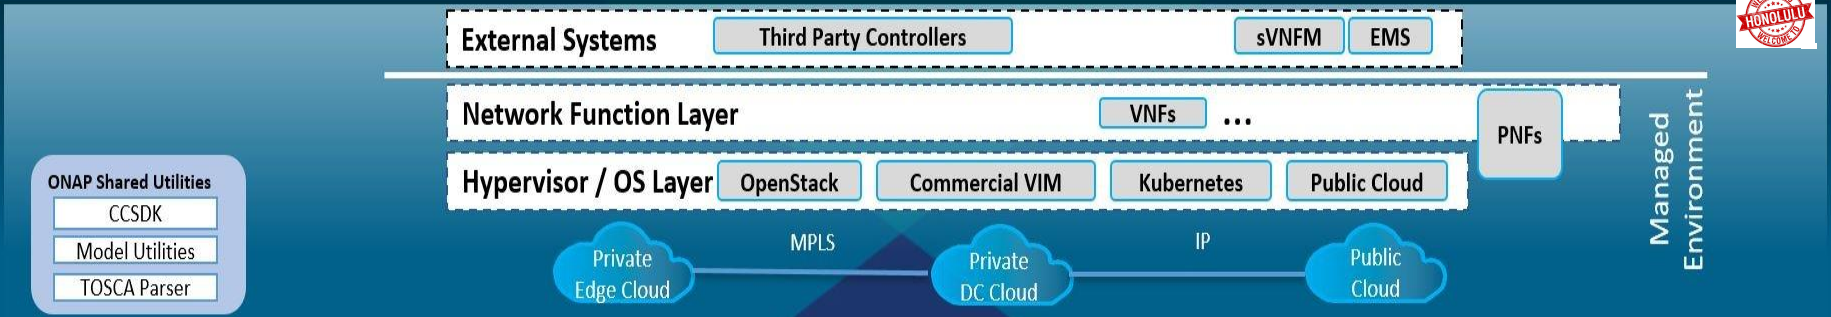 External Systems
Third Party Controllers
sVNFM
EMS
HONOLULU
WELCOME TO
Network Function Layer
VNFs
...
PNFs
Managed
Environment
Hypervisor / OS Layer
OpenStack
Commercial VIM
Kubernetes
Public Cloud
ONAP Shared Utilities
CCSDK
Model Utilities
TOSCA Parser
Private
Edge Cloud
MPLS
Private
DC Cloud
IP
Public
Cloud